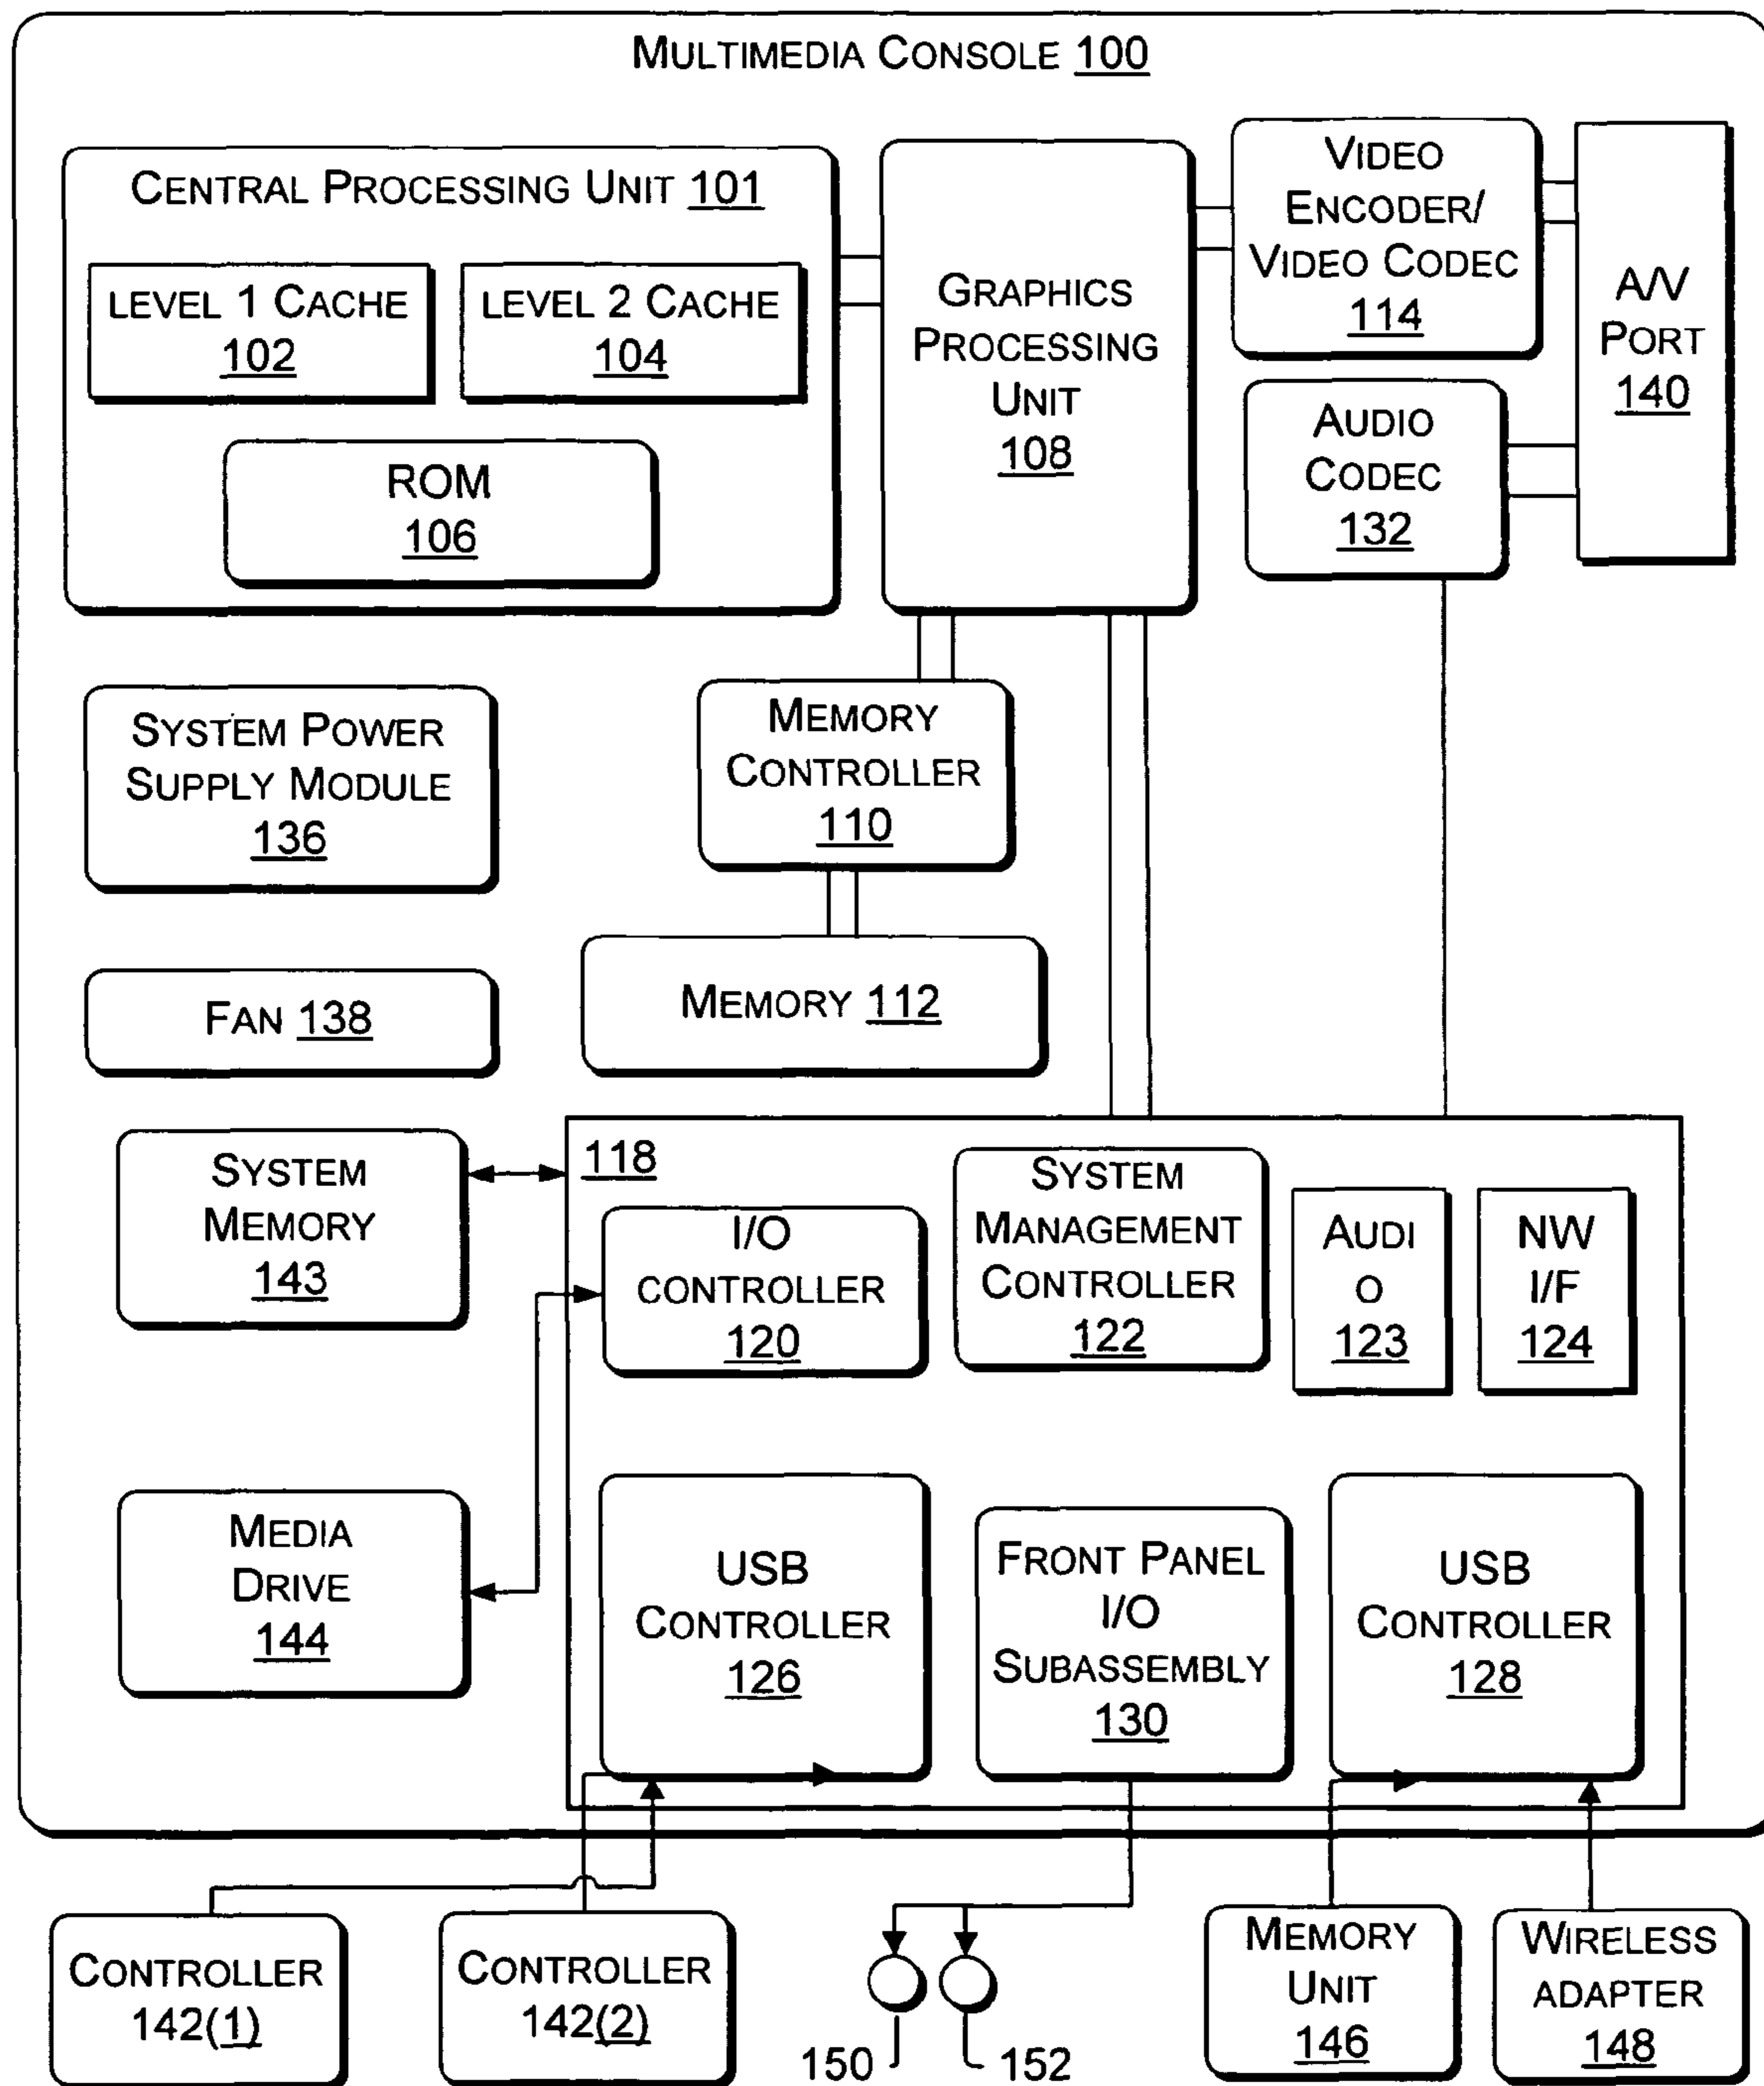 MULTIMEDIA CONSOLE 100
CENTRAL PROCESSING UNIT 101
LEVEL 1 CACHE
102
LEVEL 2 CACHE
104
ROM
106
GRAPHICS
PROCESSING
UNIT
108
VIDEO
ENCODER/
VIDEO CODEC
114
A/V
PORT
140
AUDIO
CODEC
132
SYSTEM POWER
SUPPLY MODULE
136
MEMORY
CONTROLLER
110
FAN 138
MEMORY 112
SYSTEM
MEMORY
143
118
I/O
CONTROLLER
120
SYSTEM
MANAGEMENT
CONTROLLER
122
AUDI
O
123
NW
I/F
124
MEDIA
DRIVE
144
USB
CONTROLLER
126
FRONT PANEL
I/O
SUBASSEMBLY
130
USB
CONTROLLER
128
CONTROLLER
142(1)
CONTROLLER
142(2)
150
152
MEMORY
UNIT
146
WIRELESS
ADAPTER
148